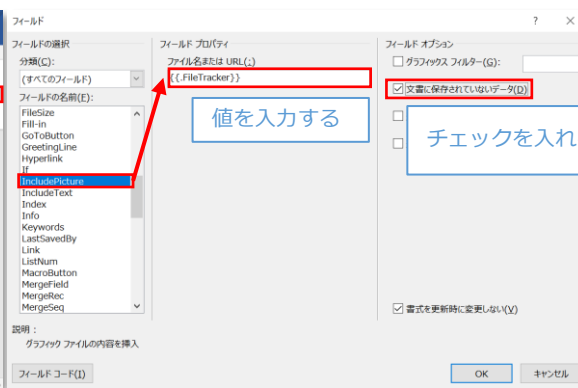 フィールド
? ×
フィールドの選択
分類(C):
(すべてのフィールド)
フィールドの名前(F):
FileSize
Fill-in
GoToButton
GreetingLine
Hyperlink
If
IncludePicture
IncludeText
Index
Info
Keywords
LastSavedBy
Link
ListNum
MacroButton
MergeField
MergeRec
MergeSeq
フィールド プロパティ
ファイル名または URL(:)
{{.FileTracker}}
値を入力する
フィールド オプション
グラフィックス フィルター(G):
文書に保存されていないデータ(D)
チェックを入れ
書式を更新時に変更しない(V)
説明:
グラフィック ファイルの内容を挿入
フィールド コード(I)
OK
キャンセル